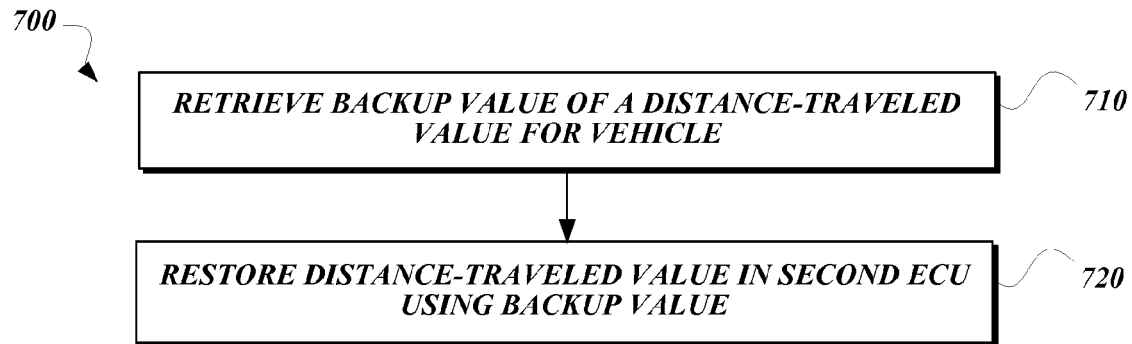 700
RETRIEVE BACKUP VALUE OF A DISTANCE-TRAVELED
VALUE FOR VEHICLE
710
RESTORE DISTANCE-TRAVELED VALUE IN SECOND ECU
USING BACKUP VALUE
720